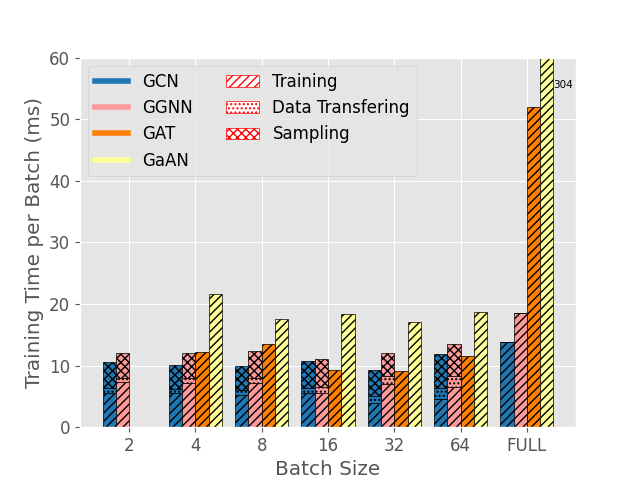 60
50
40
30
20
10
0
Training Time per Batch (ms)
GCN
GGNN
GAT
GaAN
Training
Data Transfering
Sampling
304
2 4 8 16 32 64 FULL
Batch Size